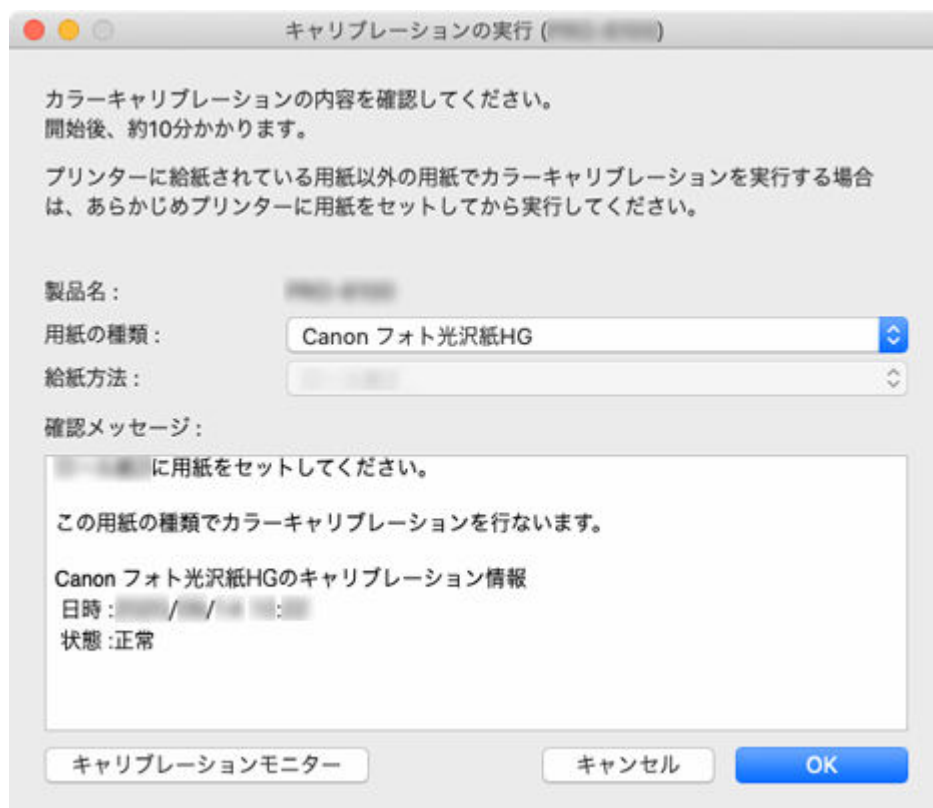 キャリブレーションの実行 ( )
カラーキャリブレーションの内容を確認してください。
開始後、約10分かかります。
プリンターに給紙されている用紙以外の用紙でカラーキャリブレーションを実行する場合
は、あらかじめプリンターに用紙をセットしてから実行してください。
製品名 :
用紙の種類 : Canon フォト光沢紙HG
給紙方法 :
確認メッセージ :
に用紙をセットしてください。
この用紙の種類でカラーキャリブレーションを行ないます。
Canon フォト光沢紙HGのキャリブレーション情報
日時 : / / :
状態 :正常
キャリブレーションモニター キャンセル OK